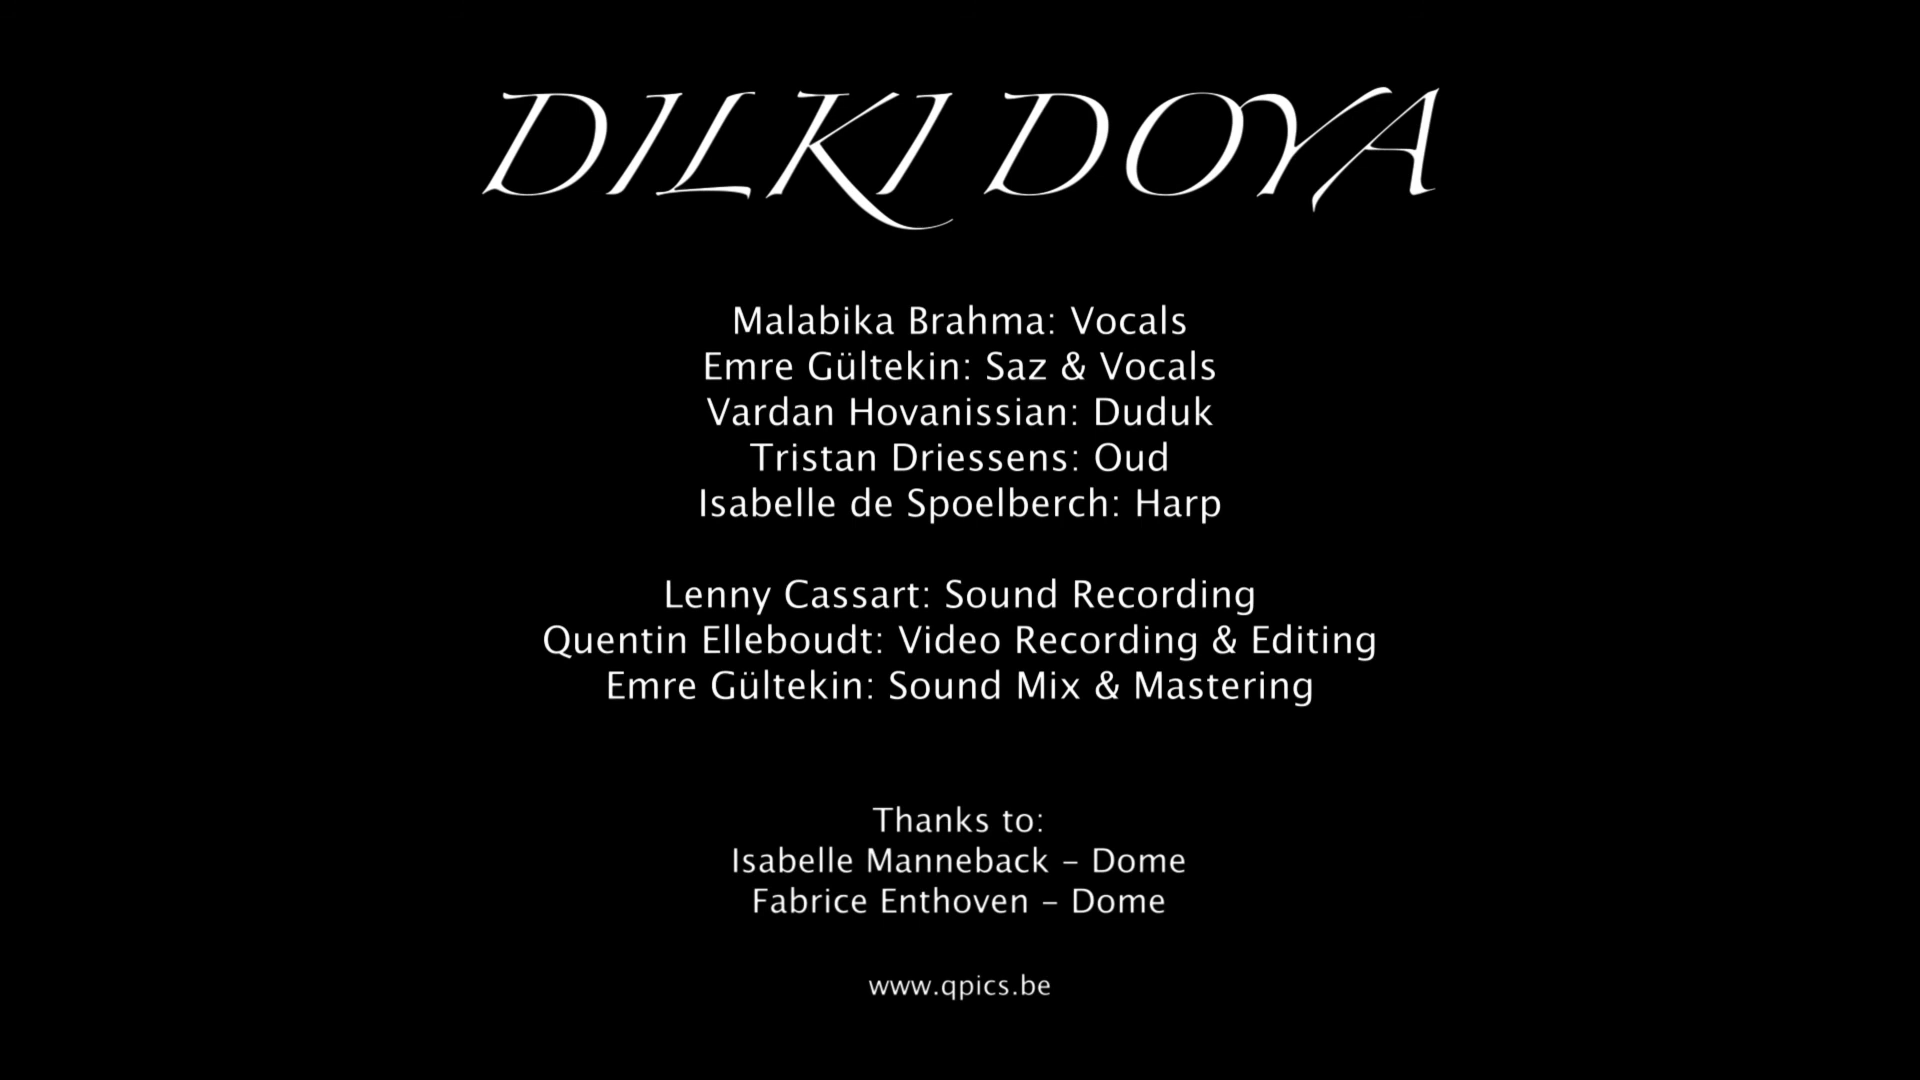 DILKI DOYA
Malabika Brahma: Vocals
Emre Gültekin: Saz & Vocals
Vardan Hovanissian: Duduk
Tristan Driessens: Oud
Isabelle de Spoelberch: Harp
Lenny Cassart: Sound Recording
Quentin Elleboudt: Video Recording & Editing
Emre Gültekin: Sound Mix & Mastering
Thanks to:
Isabelle Manneback – Dome
Fabrice Enthoven – Dome
www.qpics.be